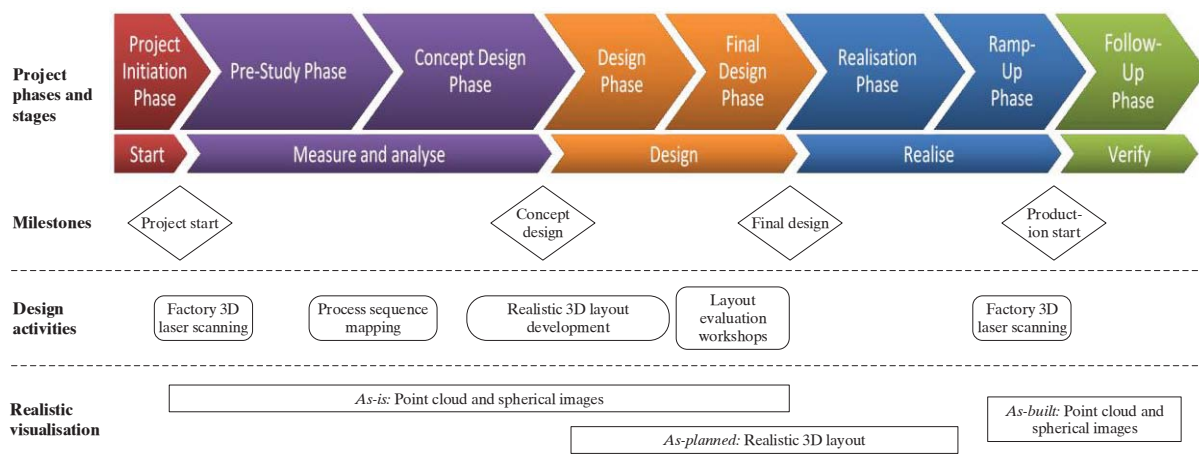 Project
phases and
stages
Project
Initiation
Phase
Pre-Study Phase
Concept Design
Phase
Design
Phase
Final
Design
Phase
Realisation
Phase
Ramp-
Up
Phase
Follow-
Up
Phase
Start
Measure and analyse
Design
Realise
Verify
Milestones
Project start
Concept
design
Final design
Product-
ion start
Design
activities
Factory 3D
laser scanning
Process sequence
mapping
Realistic 3D layout
development
Layout
evaluation
workshops
Factory 3D
laser scanning
Realistic
visualisation
As-is: Point cloud and spherical images
As-planned: Realistic 3D layout
As-built: Point cloud and
spherical images